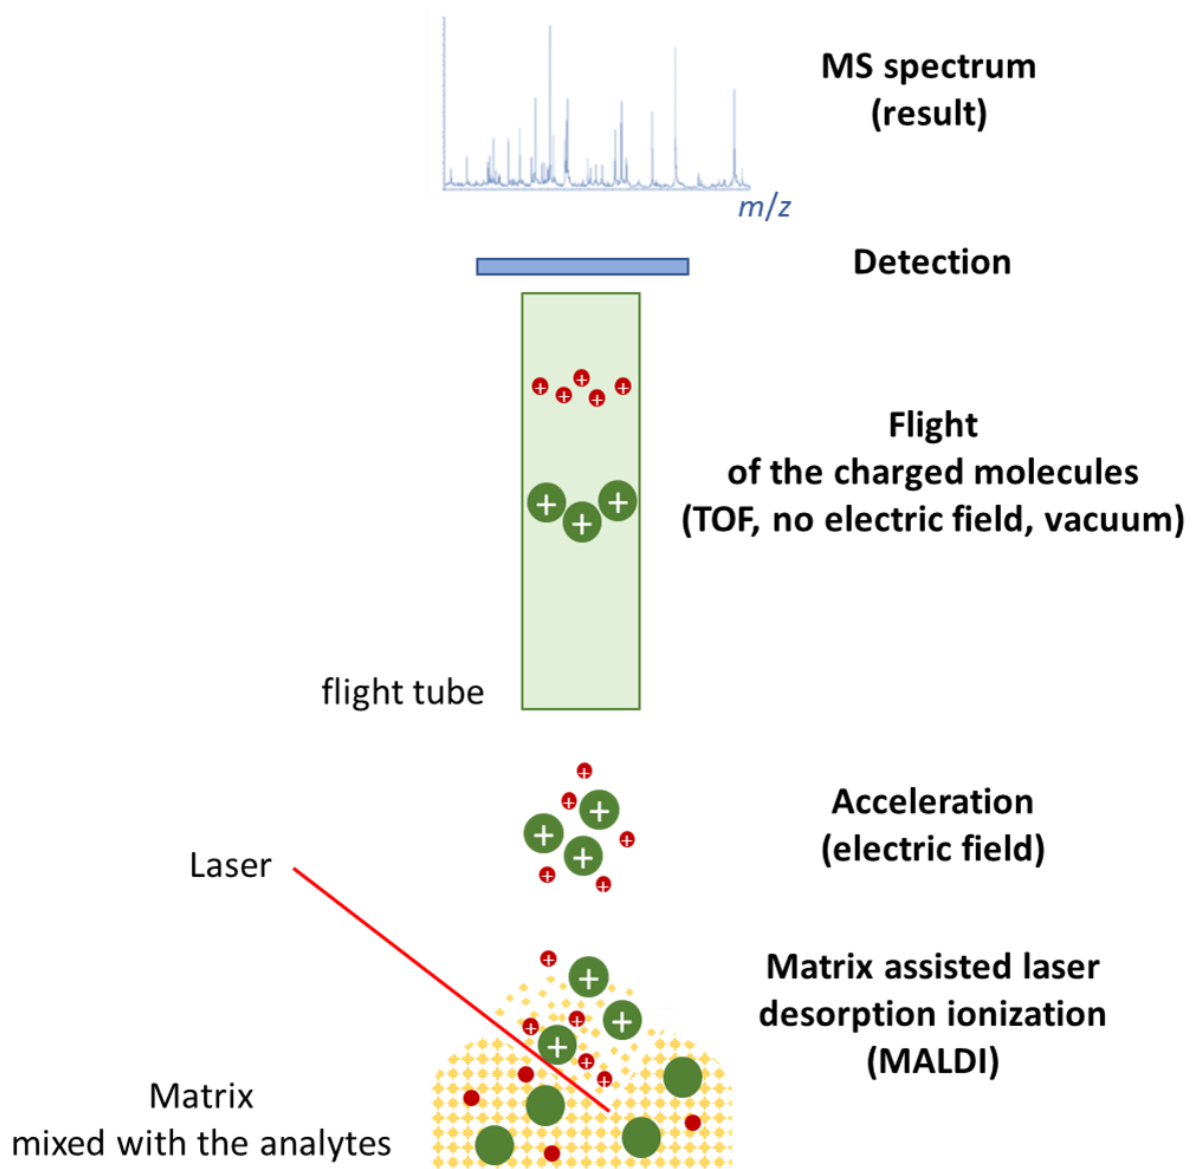 MS spectrum
(result)
m/z
Detection
Flight
of the charged molecules
(TOF, no electric field, vacuum)
flight tube
Acceleration
(electric field)
Laser
Matrix assisted laser
desorption ionization
(MALDI)
Matrix
mixed with the analytes